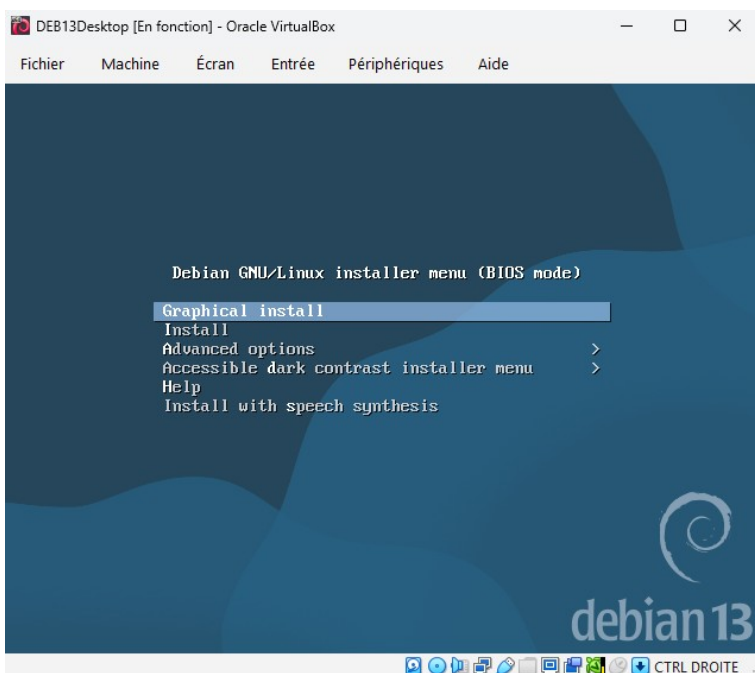 DEB13Desktop [En fonction] - Oracle VirtualBox
Fichier Machine Écran Entrée Périphériques Aide
Debian GNU/Linux installer menu (BIOS mode)
Graphical install
Install
Advanced options >
Accessible dark contrast installer menu >
Help
Install with speech synthesis
debian 13
CTRL DROITE